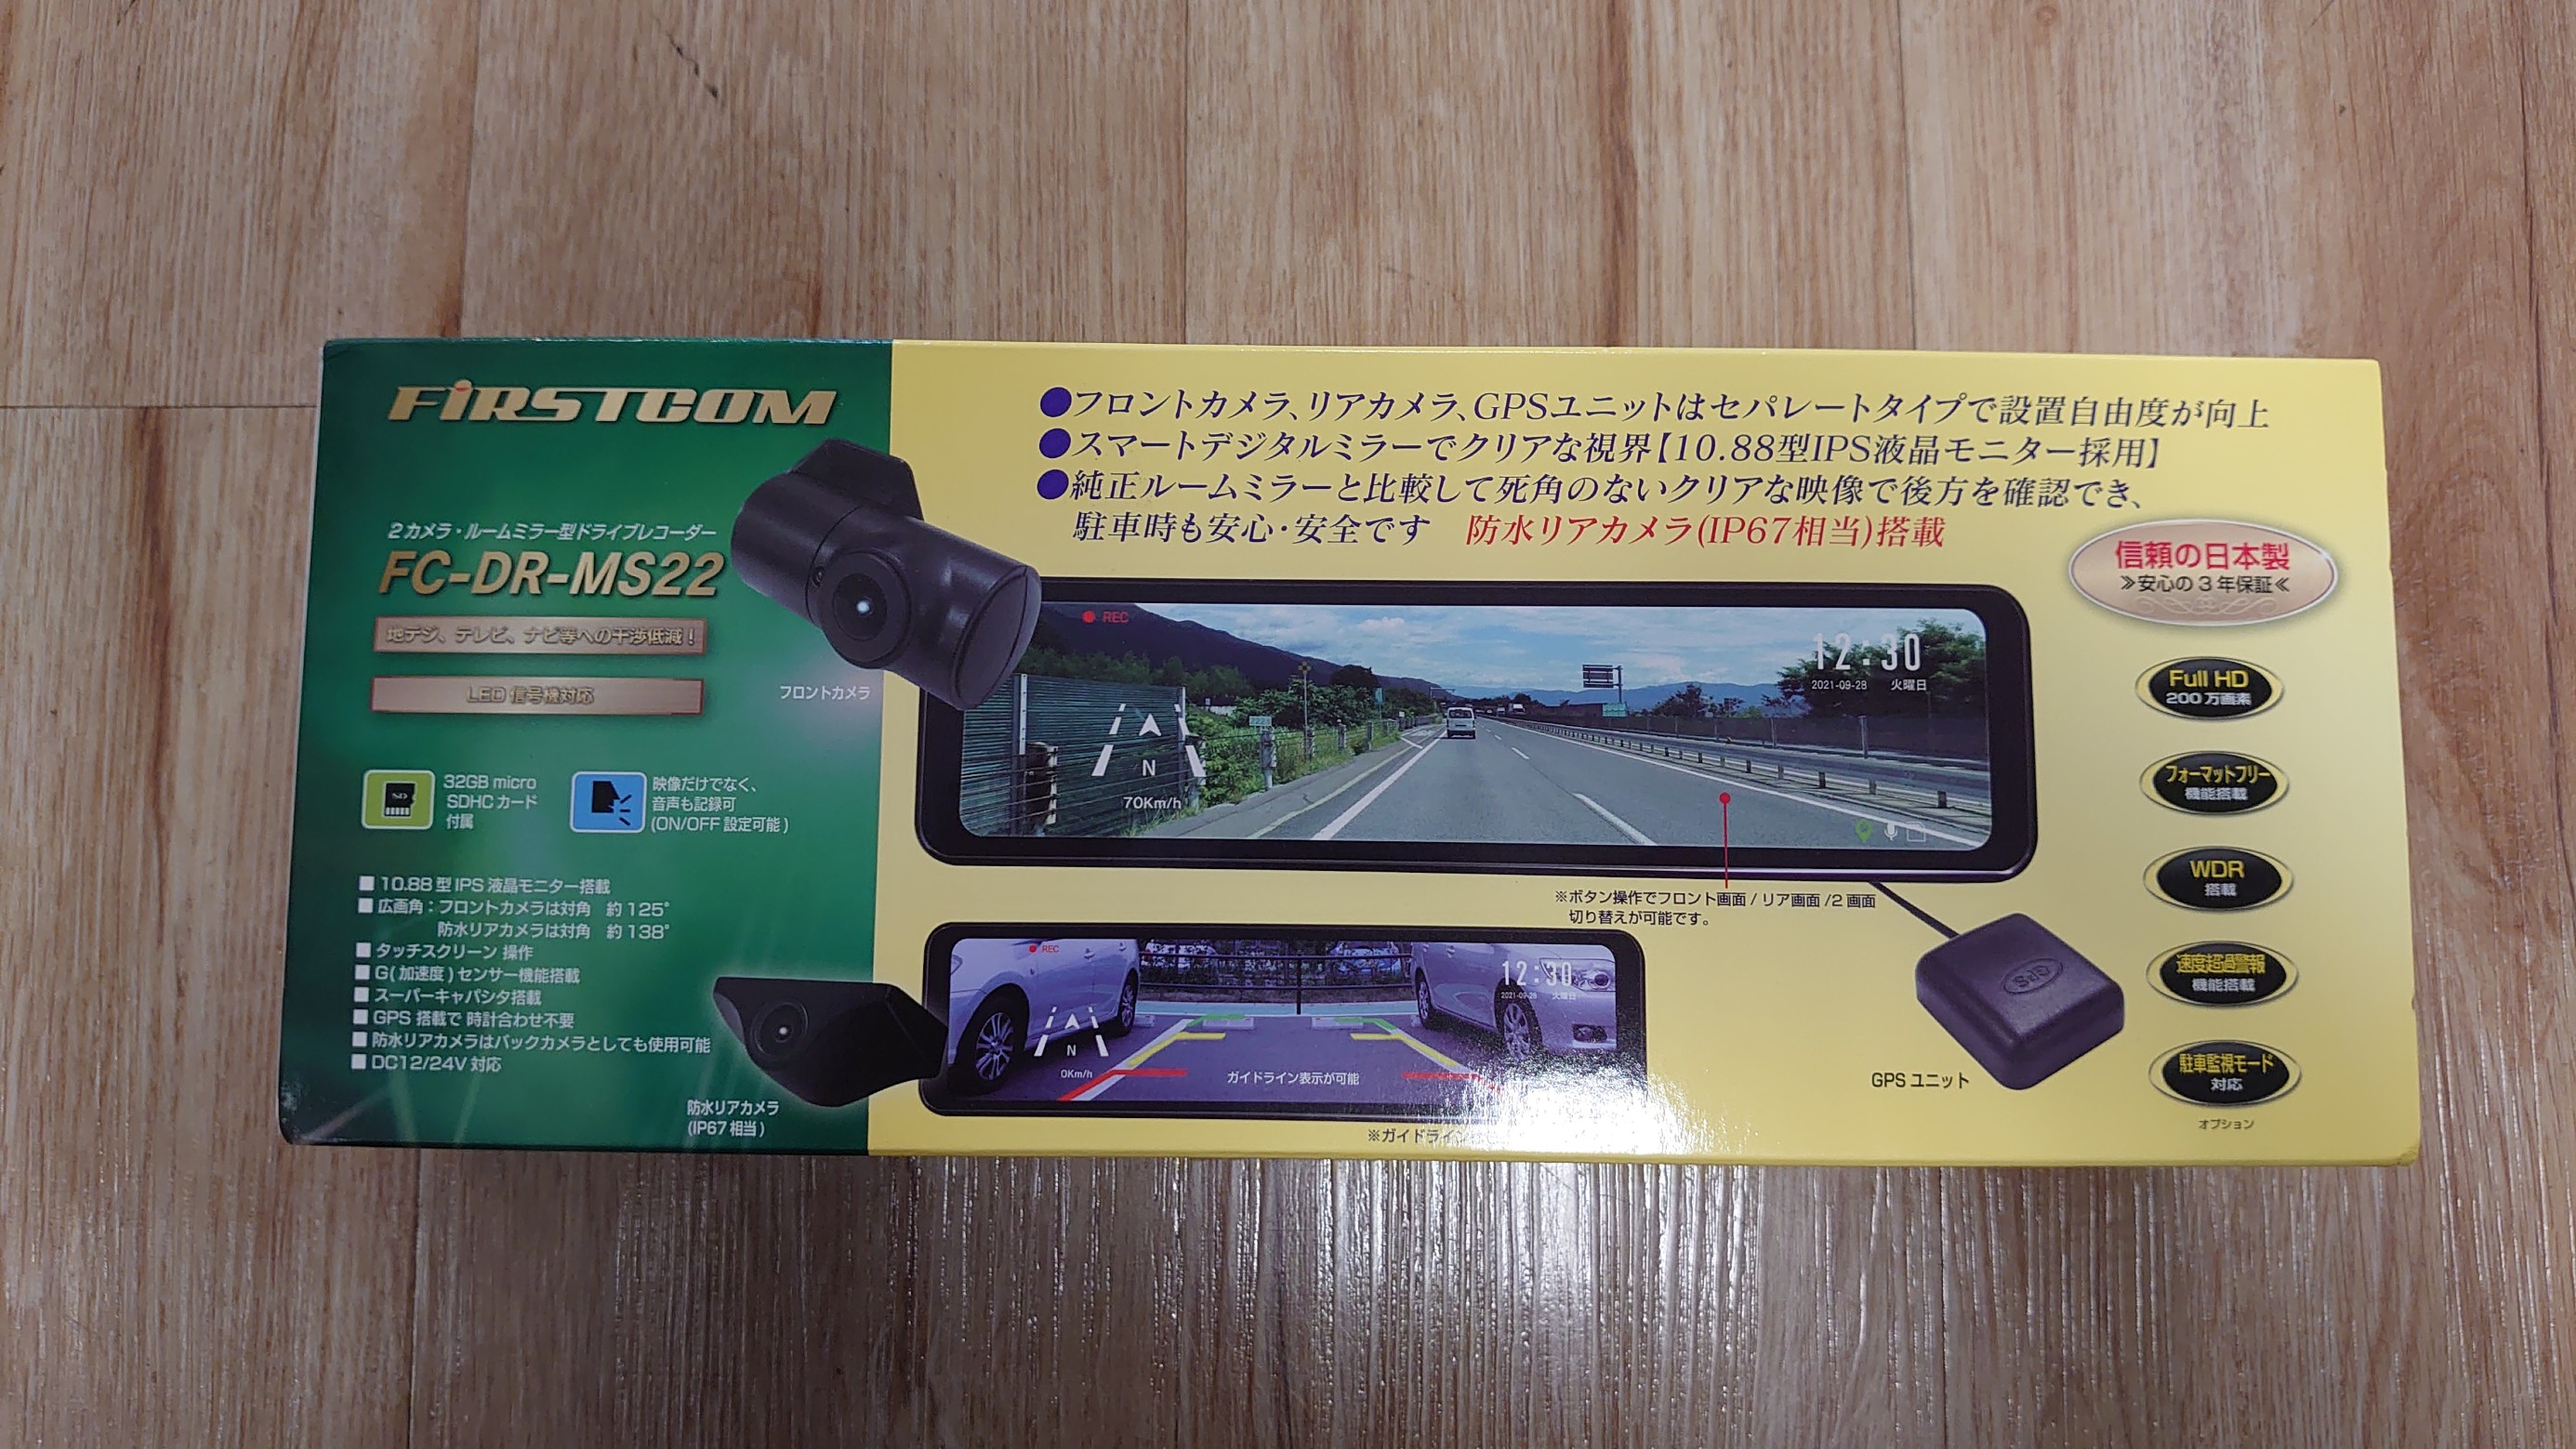 FiRSTCOM
2カメラ・ルームミラー型ドライブレコーダー
FC-DR-MS22
地デジ、テレビ、ナビ等への干渉低減！
LED 信号機対応
フロントカメラ
32GB micro
SDHC カード
付属
映像だけでなく、
音声も記録可
(ON/OFF 設定可能)
■ 10.88 型 IPS 液晶モニター搭載
■ 広画角：フロントカメラは対角 約125°
防水リアカメラは対角 約138°
■ タッチスクリーン 操作
■ G(加速度)センサー機能搭載
■ スーパーキャパシタ搭載
■ GPS 搭載で 時計合わせ不要
■ 防水リアカメラはバックカメラとしても使用可能
■ DC12/24V 対応
防水リアカメラ
(IP67 相当)
●フロントカメラ、リアカメラ、GPSユニットはセパレートタイプで設置自由度が向上
●スマートデジタルミラーでクリアな視界【10.88型IPS液晶モニター採用】
●純正ルームミラーと比較して死角のないクリアな映像で後方を確認でき、
駐車時も安心・安全です 防水リアカメラ(IP67相当)搭載
信頼の日本製
≫安心の3年保証≪
REC
12:30
2021-09-28 火曜日
N
70Km/h
※ボタン操作でフロント画面 / リア画面 /2 画面
切り替えが可能です。
REC
12:30
2021-09-28 火曜日
N
0Km/h
ガイドライン表示が可能
※ガイドライン
GPS
GPS ユニット
Full HD
200 万画素
フォーマットフリー
機能搭載
WDR
搭載
速度超過警報
機能搭載
駐車監視モード
対応
オプション